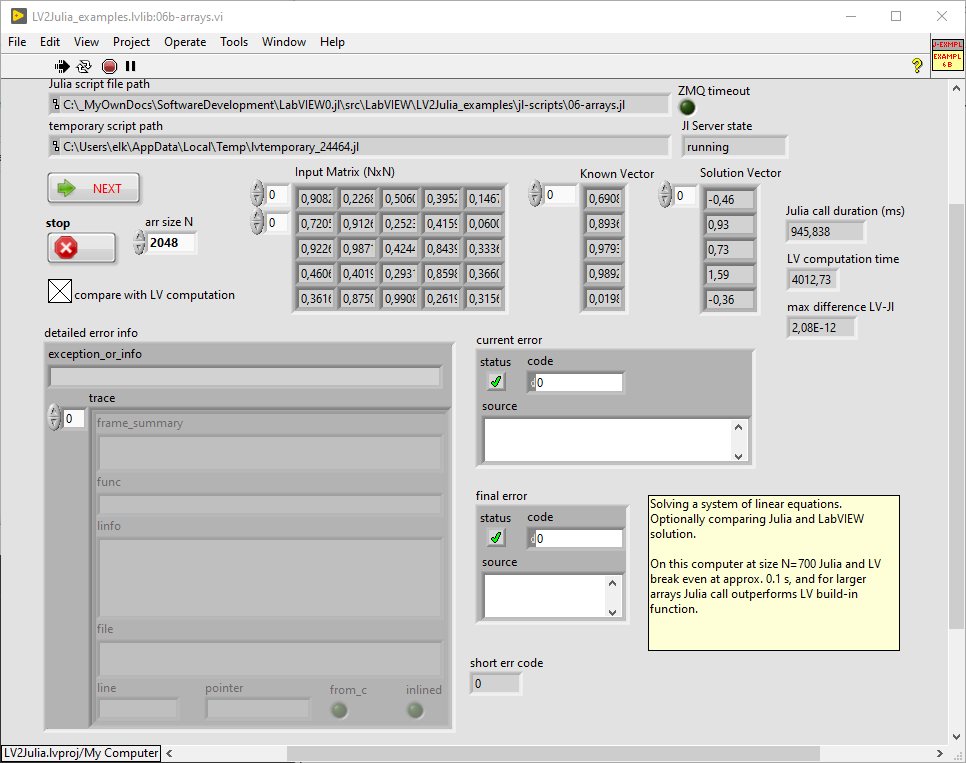 LV2Julia_examples.lvlib:06b-arrays.vi
File Edit View Project Operate Tools Window Help
J-EXMPL
EXAMPL
6B
Julia script file path
C:\_MyOwnDocs\SoftwareDevelopment\LabVIEW0.jl\src\LabVIEW\LV2Julia_examples\jl-scripts\06-arrays.jl
ZMQ timeout
temporary script path
C:\Users\elk\AppData\Local\Temp\lvtemporary_24464.jl
Jl Server state
running
NEXT
stop
arr size N
2048
compare with LV computation
Input Matrix (NxN)
0
0
0,9082 0,2268 0,5060 0,3952 0,1467
0,7205 0,9126 0,2523 0,4159 0,0600
0,9226 0,9871 0,4244 0,8439 0,3336
0,4606 0,4019 0,2931 0,8598 0,3660
0,3616 0,8750 0,9908 0,2619 0,3156
Known Vector
0
0,6908
0,8936
0,9793
0,9892
0,0198
Solution Vector
0
-0,46
0,93
0,73
1,59
-0,36
Julia call duration (ms)
945,838
LV computation time
4012,73
max difference LV-Jl
2,08E-12
detailed error info
exception_or_info
trace
0
frame_summary
func
linfo
file
line pointer from_c inlined
current error
status code
0
source
final error
status code
0
source
short err code
0
Solving a system of linear equations.
Optionally comparing Julia and LabVIEW
solution.
On this computer at size N=700 Julia and LV
break even at approx. 0.1 s, and for larger
arrays Julia call outperforms LV build-in
function.
LV2Julia.lvproj/My Computer